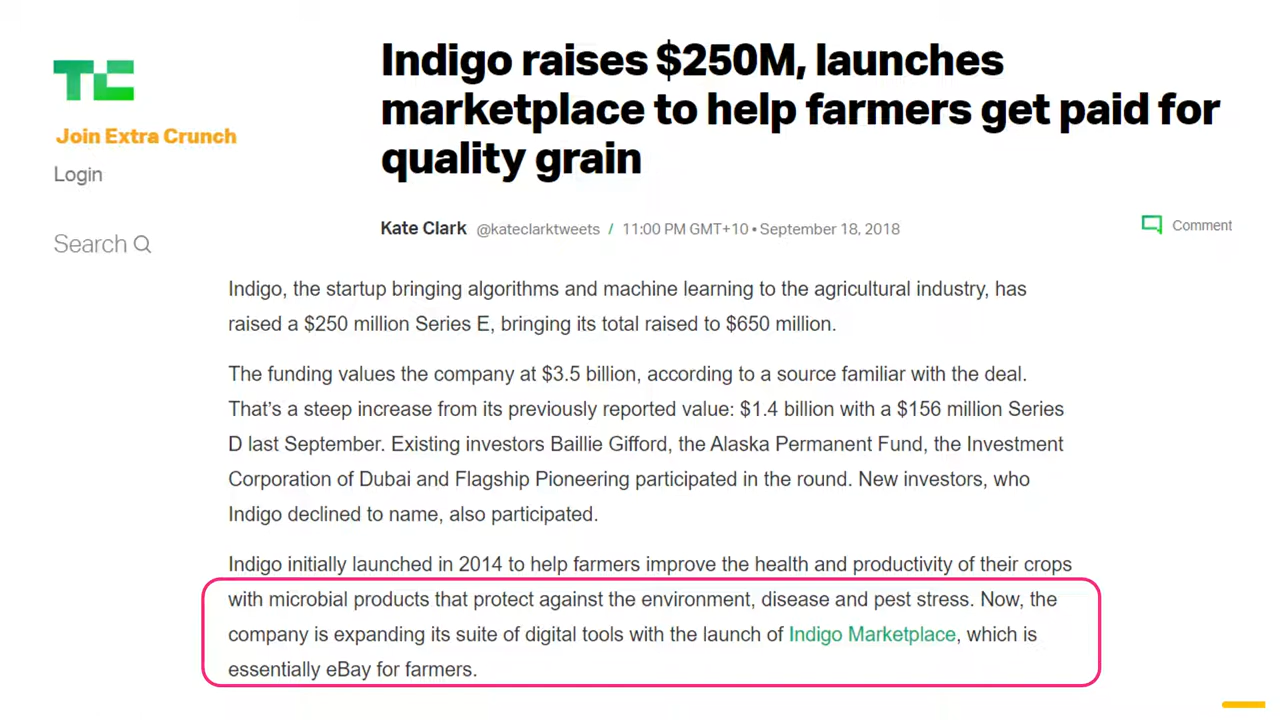 TC
Join Extra Crunch
Login
Search
Indigo raises $250M, launches
marketplace to help farmers get paid for
quality grain
Kate Clark @kateclarktweets / 11:00 PM GMT+10 • September 18, 2018
Comment
Indigo, the startup bringing algorithms and machine learning to the agricultural industry, has
raised a $250 million Series E, bringing its total raised to $650 million.
The funding values the company at $3.5 billion, according to a source familiar with the deal.
That's a steep increase from its previously reported value: $1.4 billion with a $156 million Series
D last September. Existing investors Baillie Gifford, the Alaska Permanent Fund, the Investment
Corporation of Dubai and Flagship Pioneering participated in the round. New investors, who
Indigo declined to name, also participated.
Indigo initially launched in 2014 to help farmers improve the health and productivity of their crops
with microbial products that protect against the environment, disease and pest stress. Now, the
company is expanding its suite of digital tools with the launch of Indigo Marketplace, which is
essentially eBay for farmers.